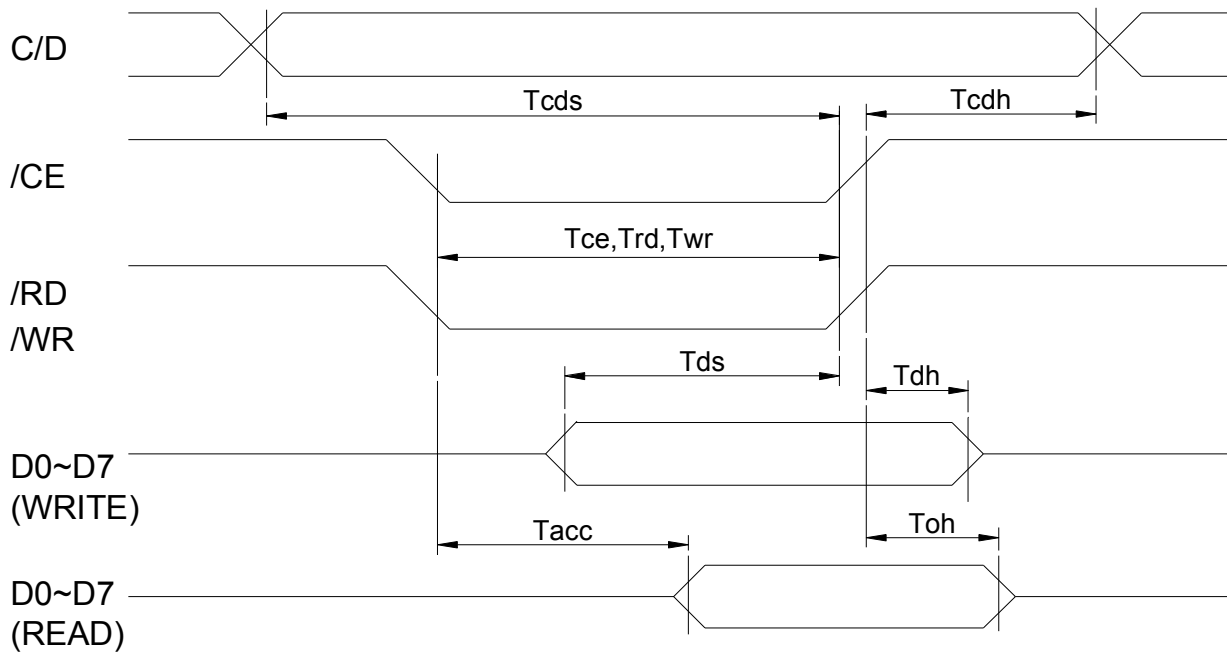 C/D
Tcds
Tcdh
/CE
Tce,Trd,Twr
/RD
/WR
Tds
Tdh
D0~D7
(WRITE)
Tacc
Toh
D0~D7
(READ)